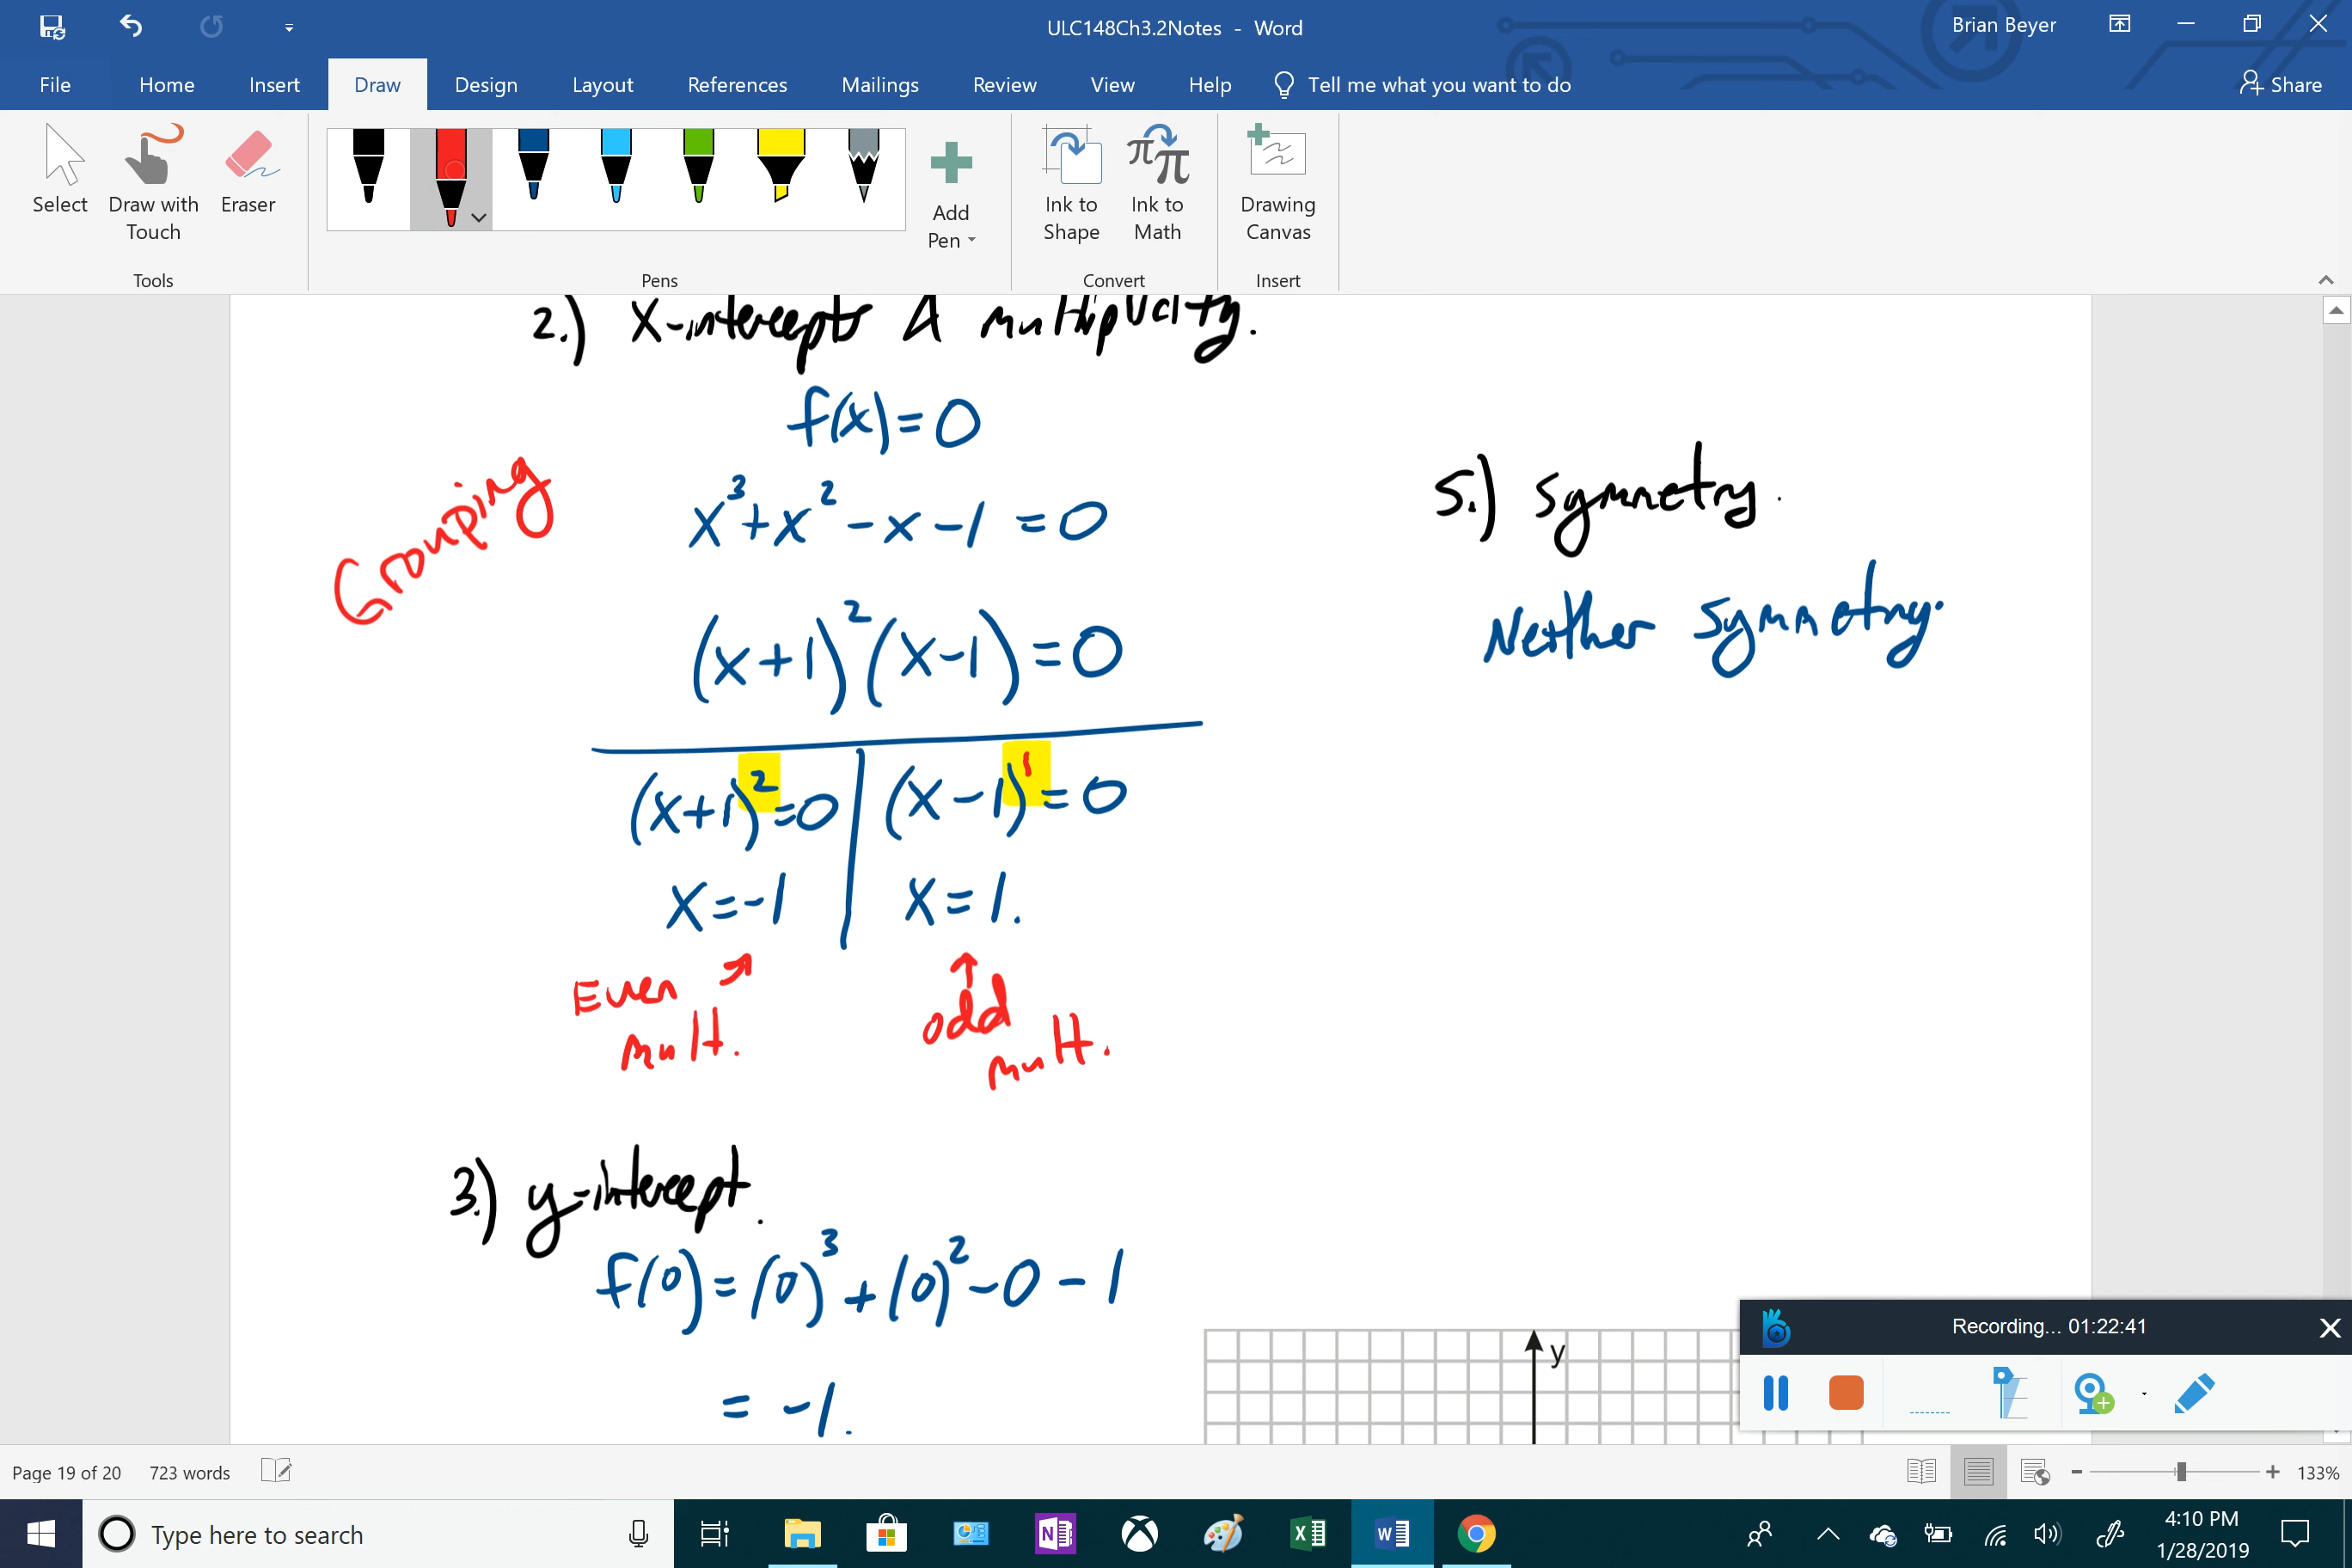 ULC148Ch3.2Notes - Word
Brian Beyer
File Home Insert Draw Design Layout References Mailings Review View Help Tell me what you want to do Share
Select Draw with Touch Eraser
Add Pen
Ink to Shape Ink to Math
Drawing Canvas
Tools Pens Convert Insert
2.) X-intercepts & multiplicity.
f(x)=0
Grouping
x³+x²-x-1=0
(x+1)²(x-1)=0
(x+1)²=0 (x-1)¹=0
x=-1 x=1.
Even mult.
odd mult.
3.) y-intercept.
f(0)=(0)³+(0)²-0-1
= -1.
5.) Symmetry.
Neither Symmetry.
y
Recording... 01:22:41
Page 19 of 20 723 words
133%
Type here to search
4:10 PM
1/28/2019